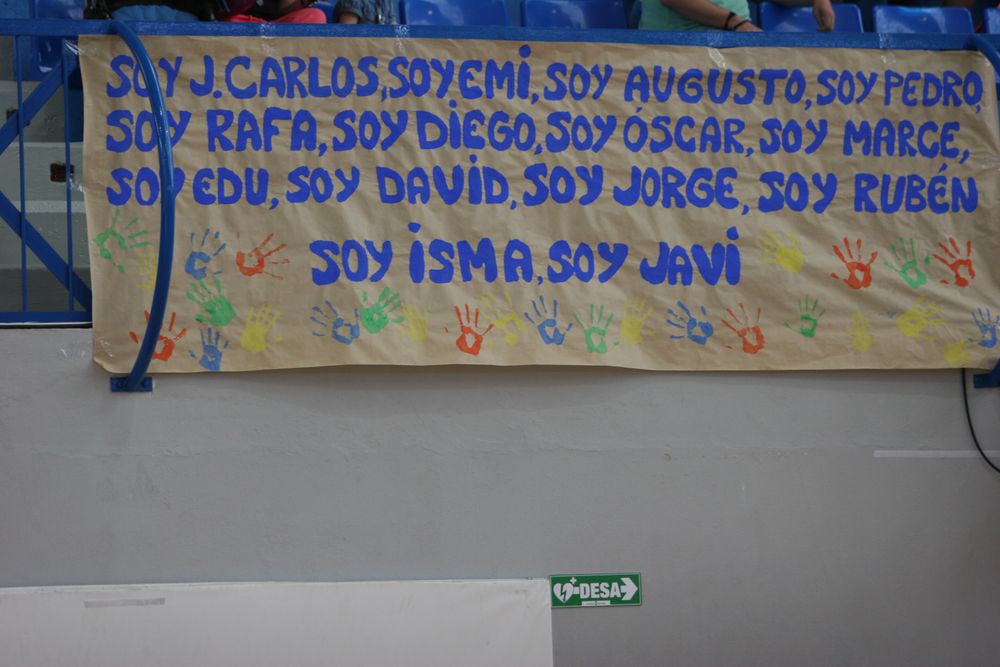 SOY J.CARLOS, SOY EMI, SOY AUGUSTO, SOY PEDRO,
SOY RAFA, SOY DIEGO, SOY ÓSCAR, SOY MARCE,
SOY EDU, SOY DAVID, SOY JORGE, SOY RUBÉN
SOY ISMA, SOY JAVI
DESA